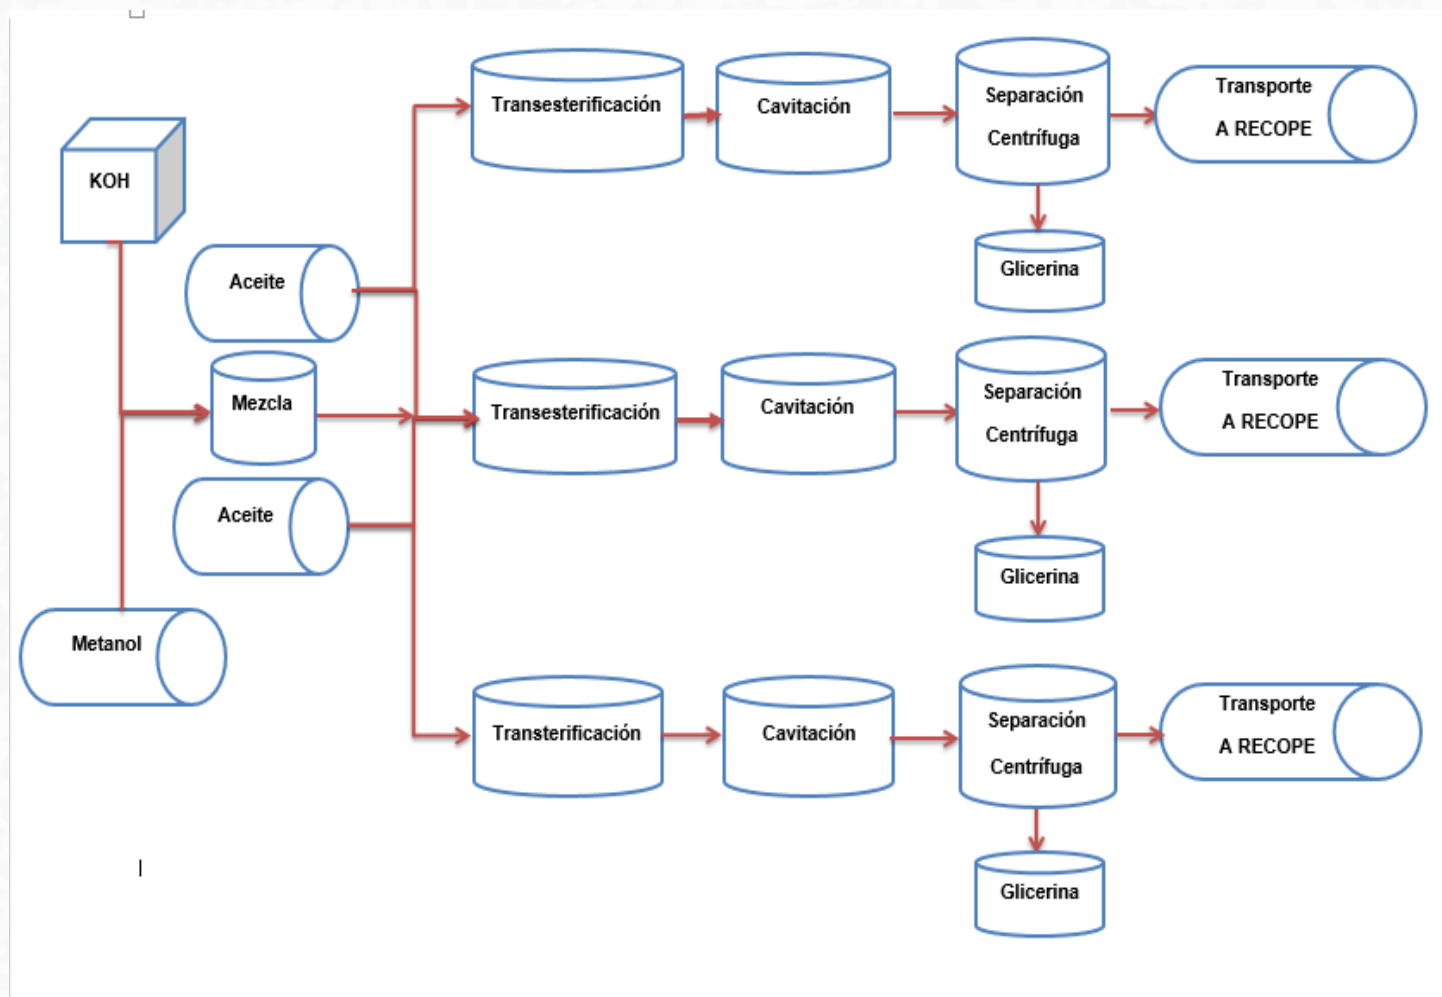 KOH
Aceite
Mezcla
Aceite
Metanol
Transesterificación
Cavitación
Separación
Centrífuga
Transporte
A RECOPE
Glicerina
Transesterificación
Cavitación
Separación
Centrífuga
Transporte
A RECOPE
Glicerina
Transterificación
Cavitación
Separación
Centrífuga
Transporte
A RECOPE
Glicerina